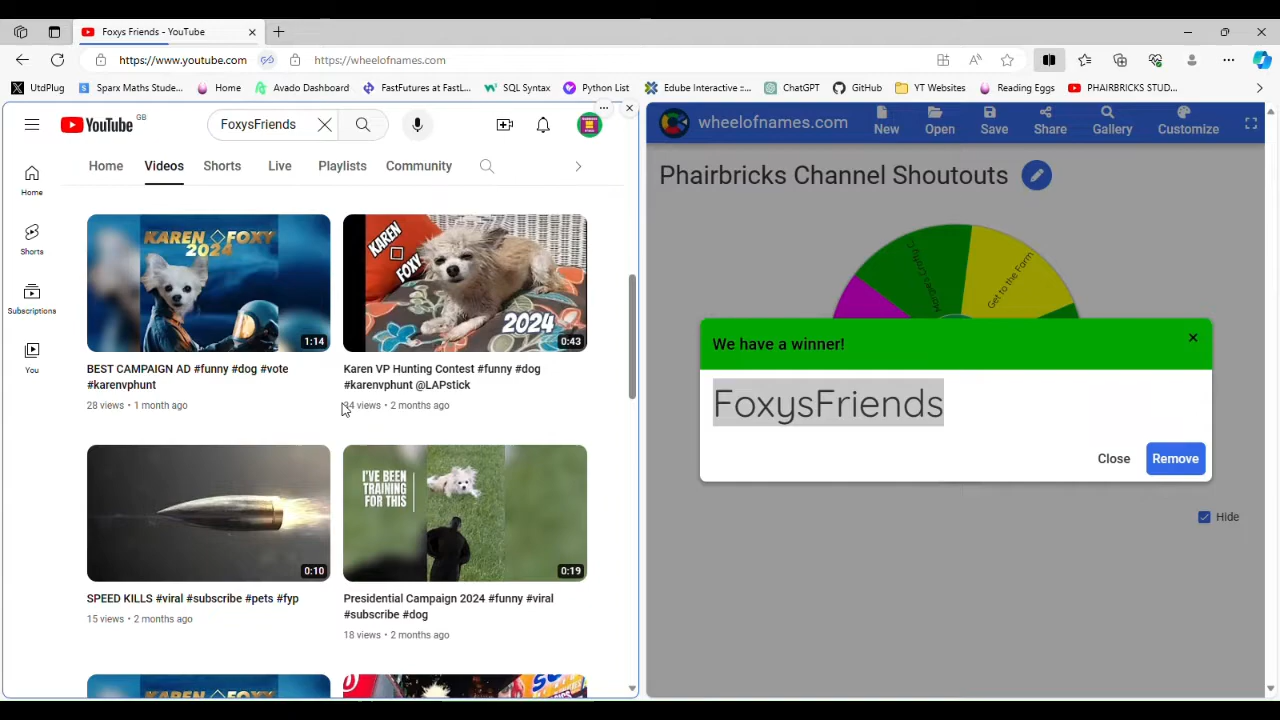 Foxys Friends - YouTube
https://www.youtube.com
https://wheelofnames.com
UtdPlug
Sparx Maths Stude...
Home
Avado Dashboard
FastFutures at FastL...
SQL Syntax
Python List
Edube Interactive :...
ChatGPT
GitHub
YT Websites
Reading Eggs
PHAIRBRICKS STUD...
YouTube GB
FoxysFriends
Home
Videos
Shorts
Live
Playlists
Community
Home
Shorts
Subscriptions
You
KAREN FOXY
2024
1:14
BEST CAMPAIGN AD #funny #dog #vote
#karenvphunt
28 views • 1 month ago
KAREN
FOXY
2024
0:43
Karen VP Hunting Contest #funny #dog
#karenvphunt @LAPstick
views • 2 months ago
0:10
SPEED KILLS #viral #subscribe #pets #fyp
15 views • 2 months ago
I'VE BEEN
TRAINING
FOR THIS
0:19
Presidential Campaign 2024 #funny #viral
#subscribe #dog
18 views • 2 months ago
KAREN FOXY
wheelofnames.com
New
Open
Save
Share
Gallery
Customize
Phairbricks Channel Shoutouts
Get to the Form
We have a winner!
FoxysFriends
Close
Remove
Hide